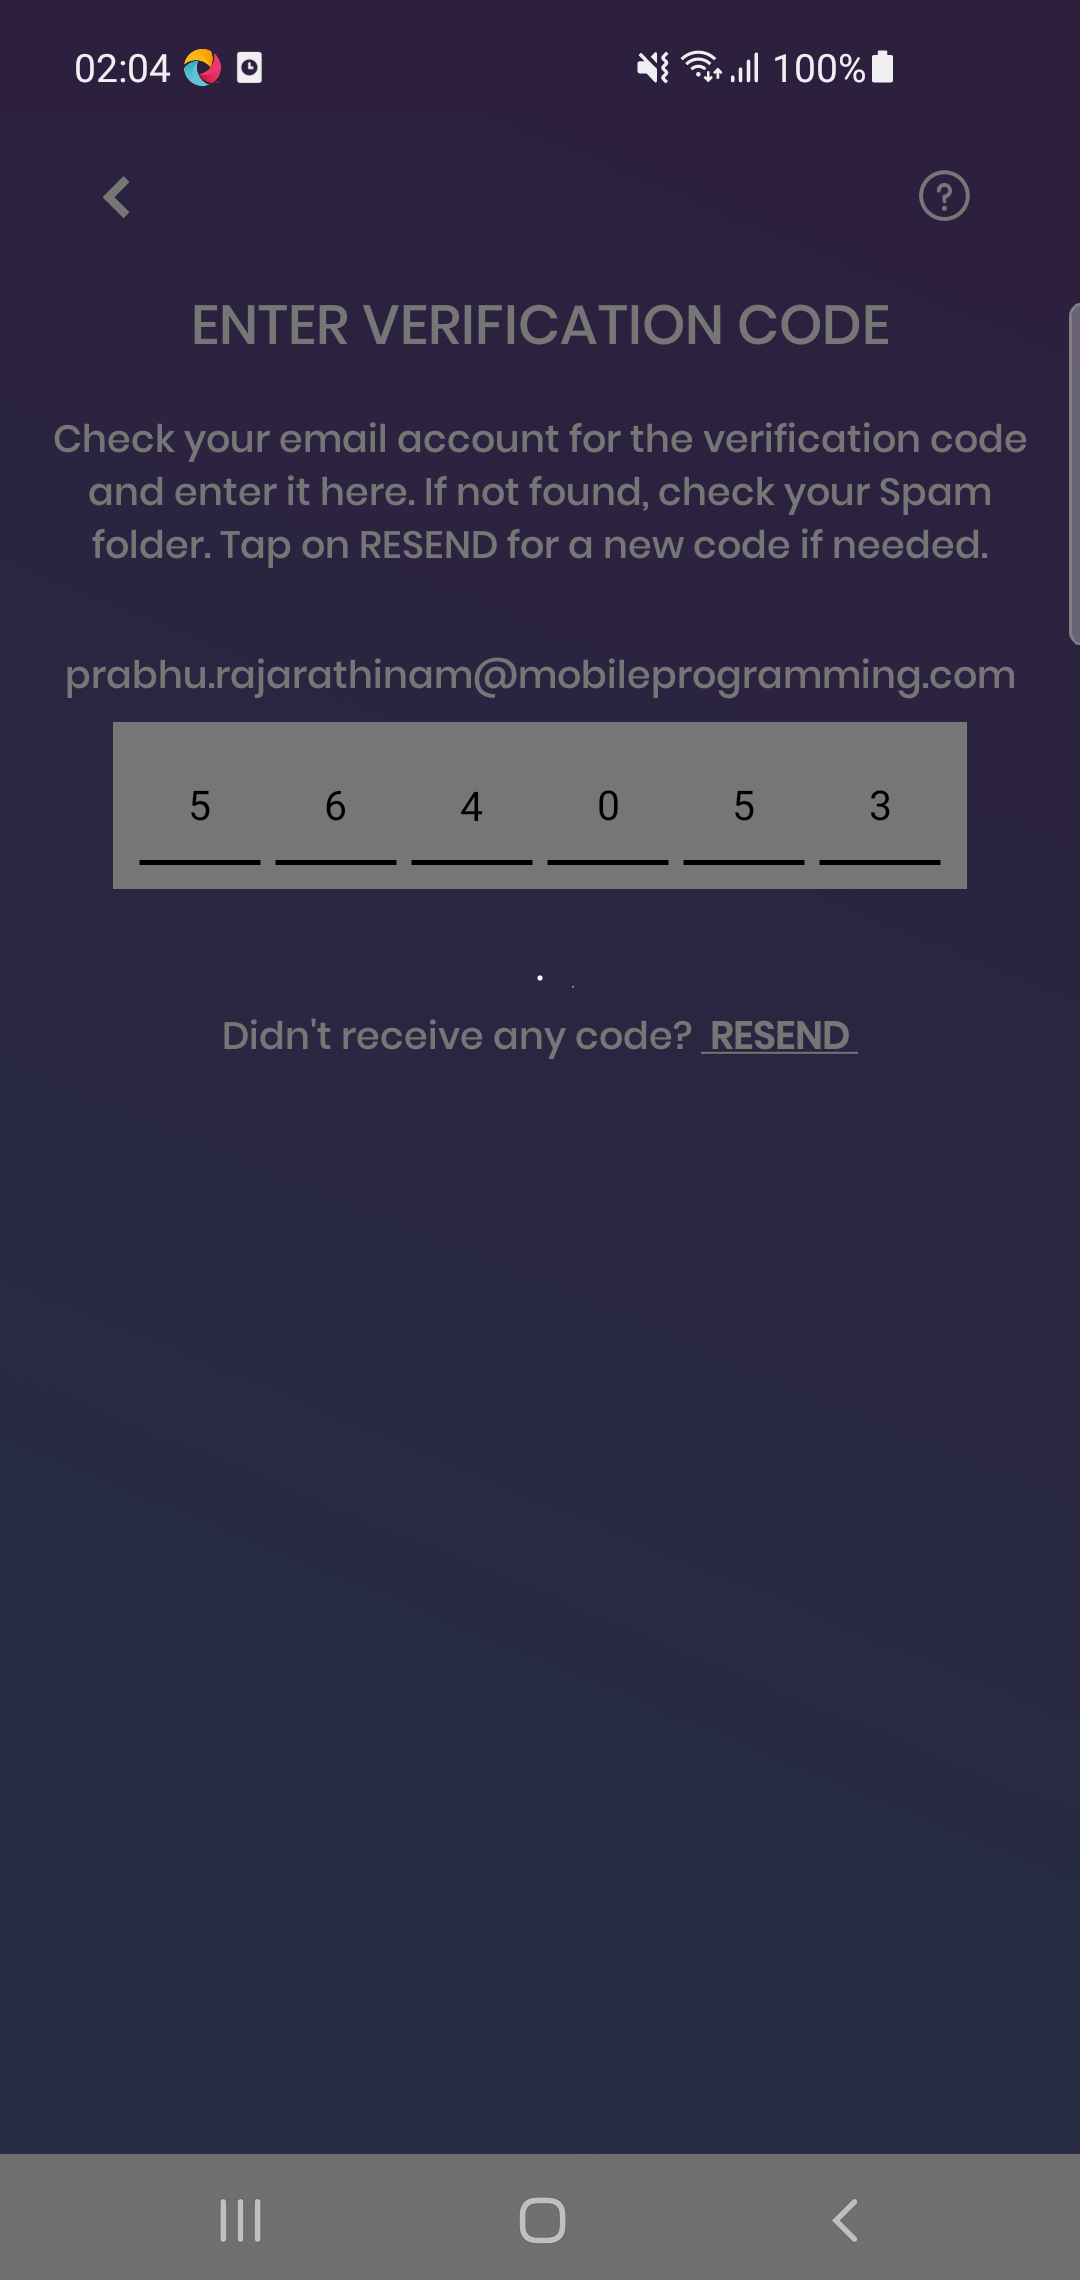 02:04
100%
ENTER VERIFICATION CODE
Check your email account for the verification code
and enter it here. If not found, check your Spam
folder. Tap on RESEND for a new code if needed.
prabhu.rajarathinam@mobileprogramming.com
5 6 4 0 5 3
Didn't receive any code? RESEND